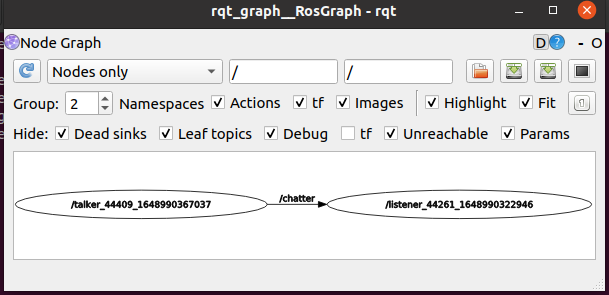 rqt_graph__RosGraph - rqt
Node Graph
D ? - O
Nodes only / /
Group: 2 Namespaces Actions tf Images Highlight Fit
Hide: Dead sinks Leaf topics Debug tf Unreachable Params
/chatter
/talker_44409_1648990367037 /listener_44261_1648990322946